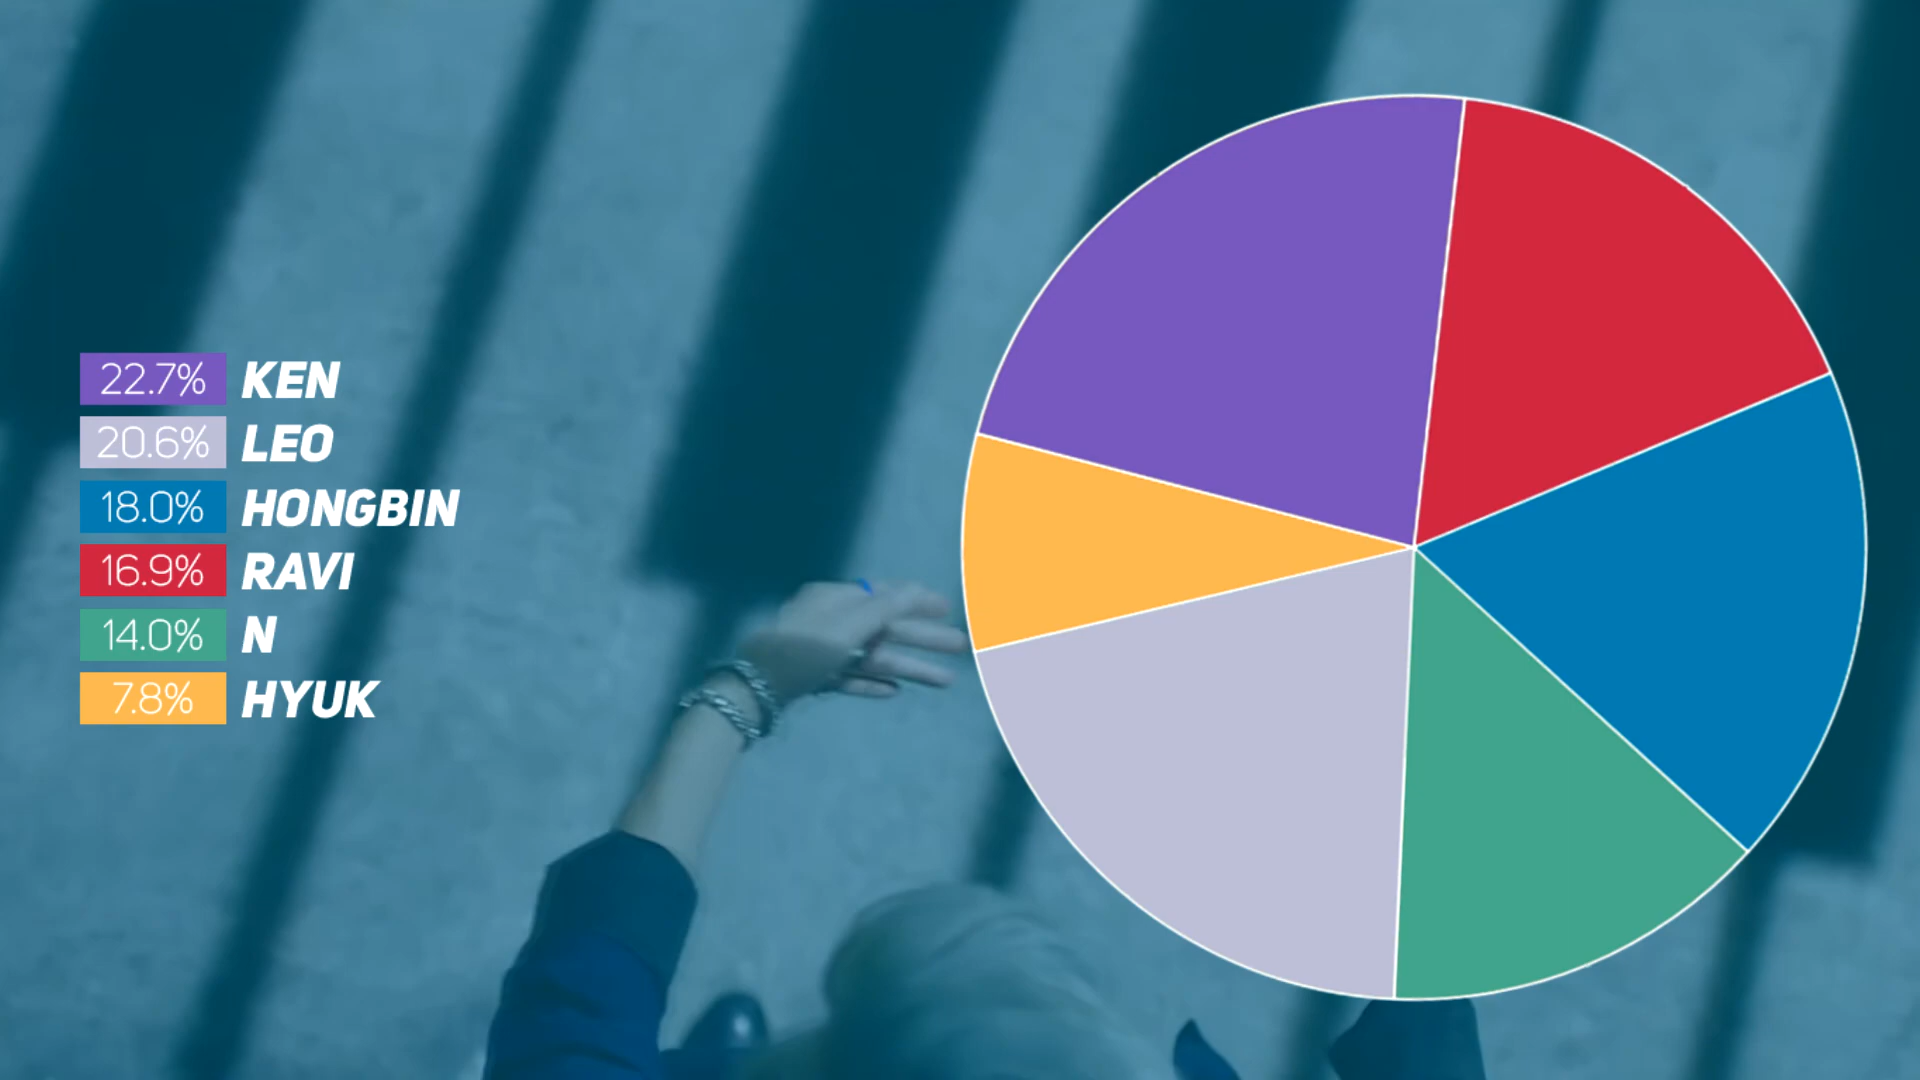 22.7% KEN
20.6% LEO
18.0% HONGBIN
16.9% RAVI
14.0% N
7.8% HYUK